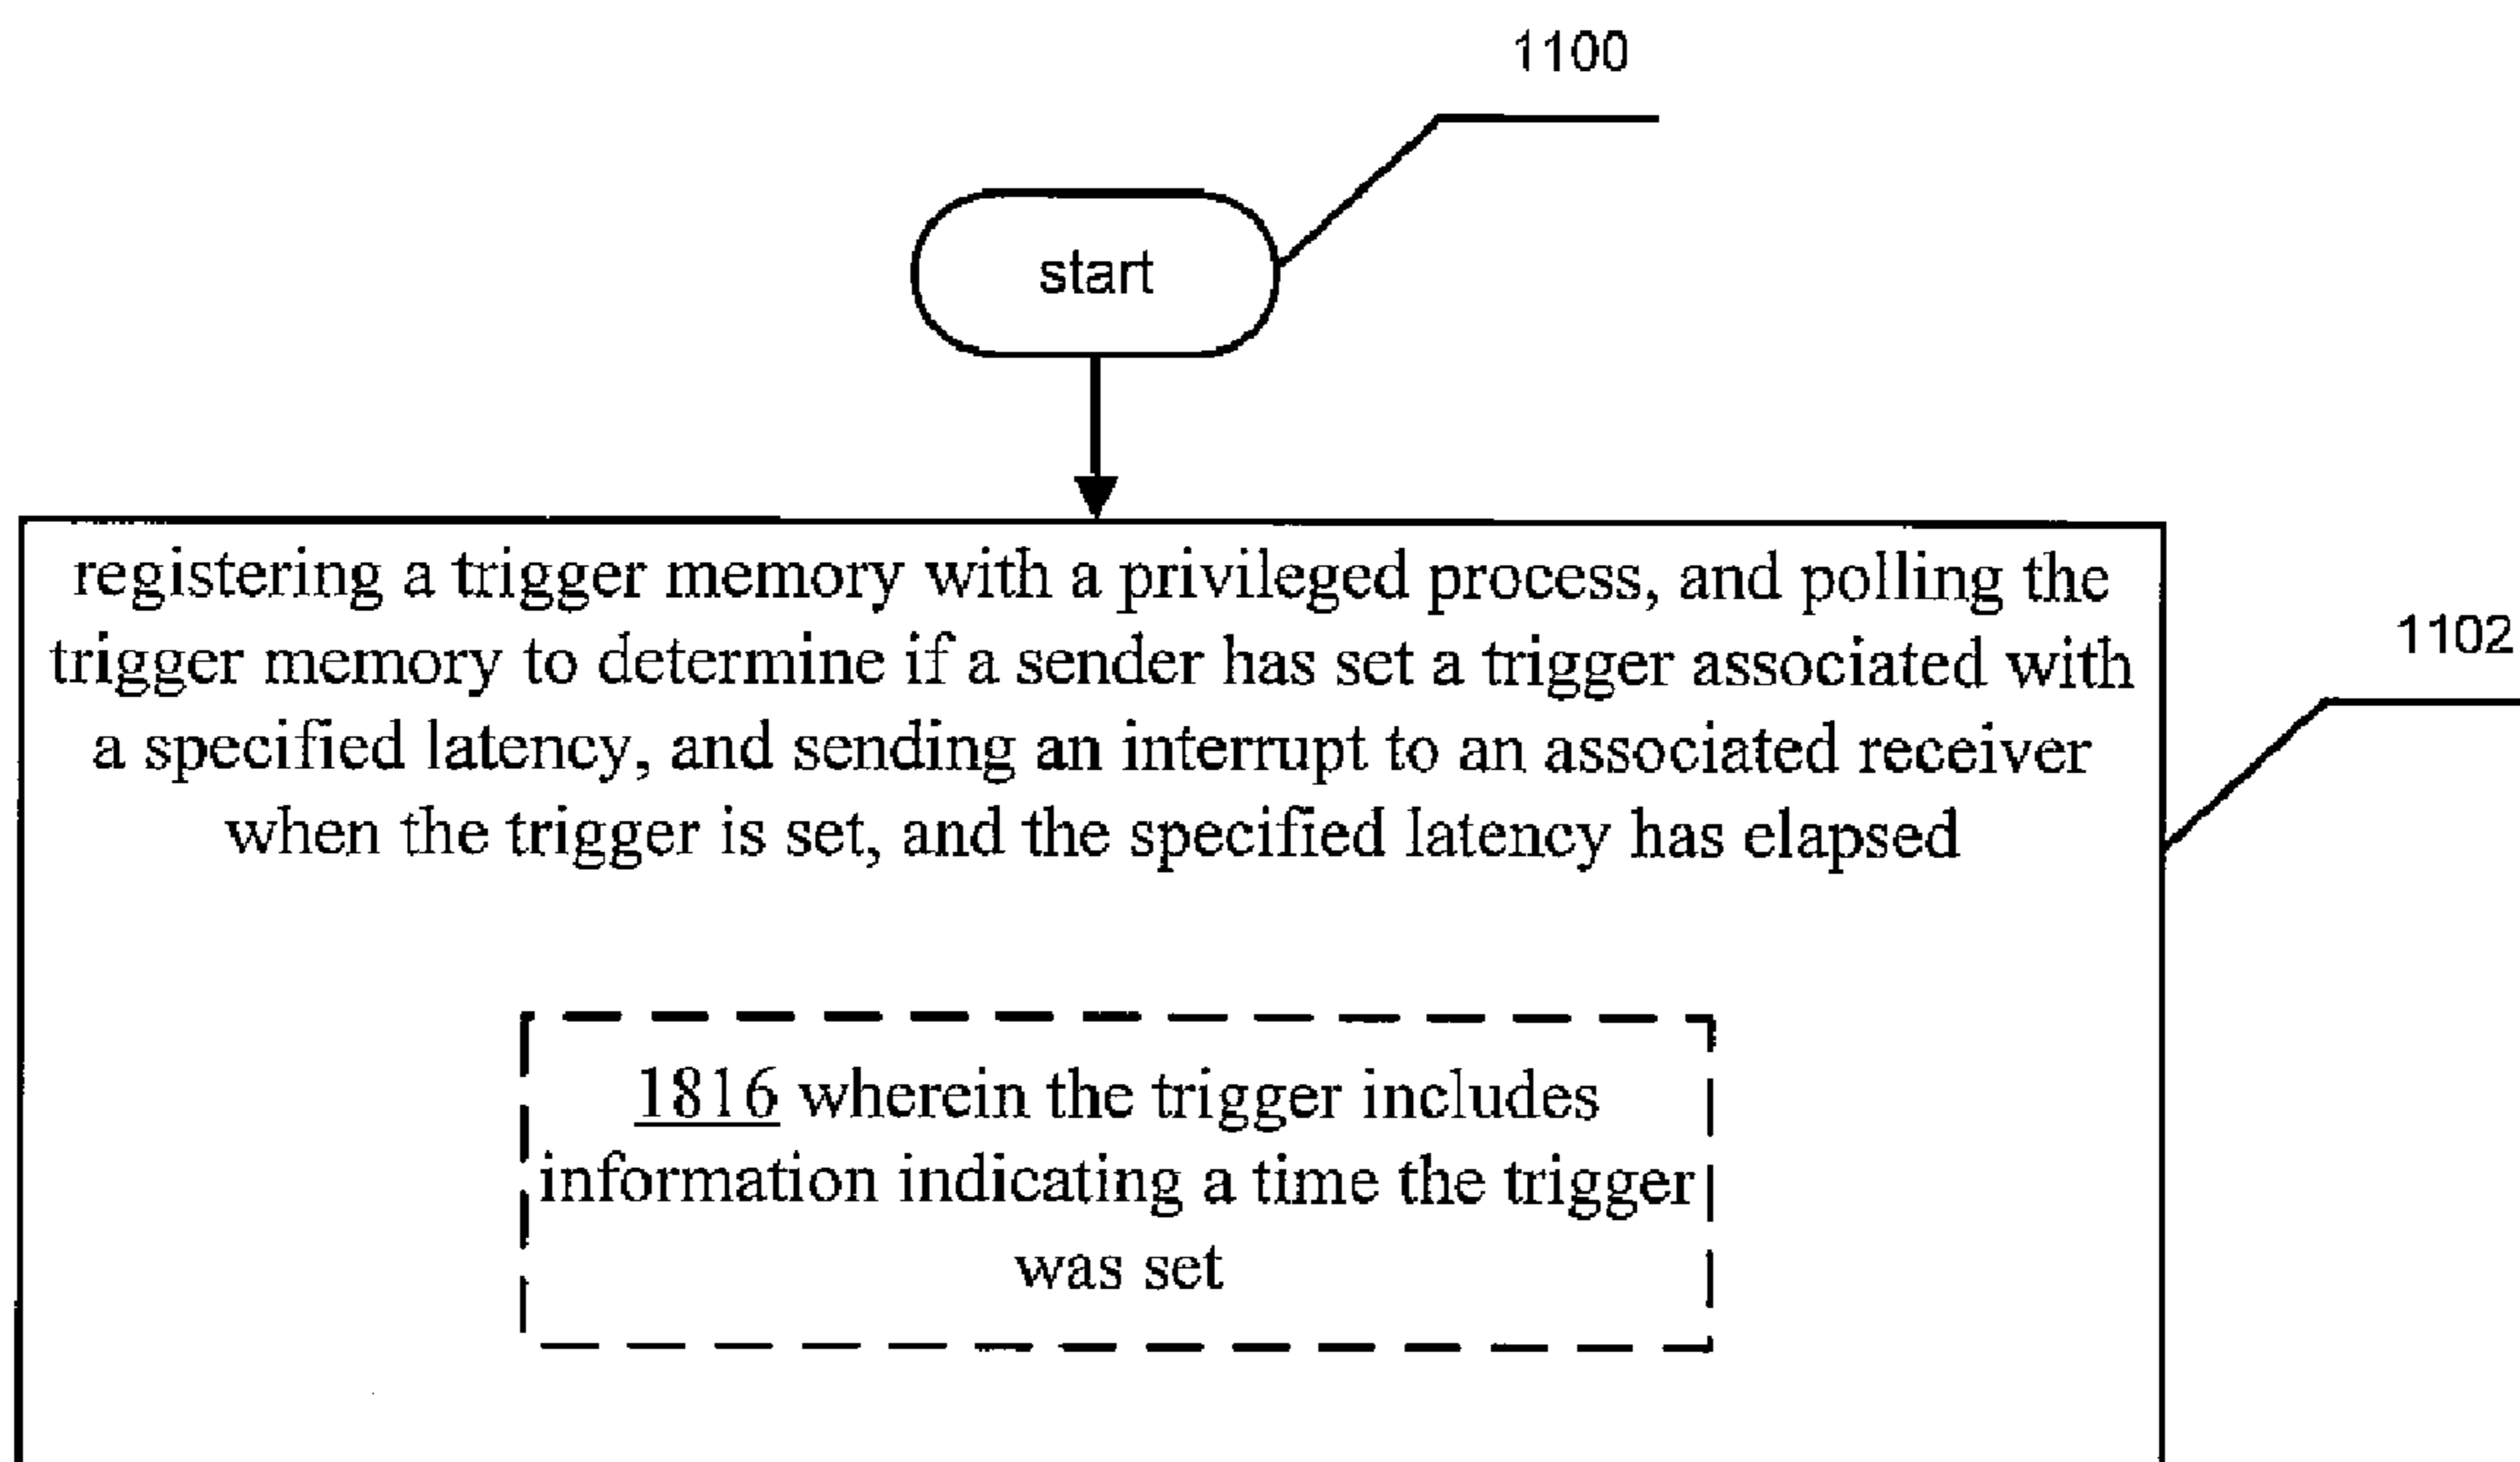 1100
start
registering a trigger memory with a privileged process, and polling the
trigger memory to determine if a sender has set a trigger associated with
a specified latency, and sending an interrupt to an associated receiver
when the trigger is set, and the specified latency has elapsed
1102
1816 wherein the trigger includes
information indicating a time the trigger
was set